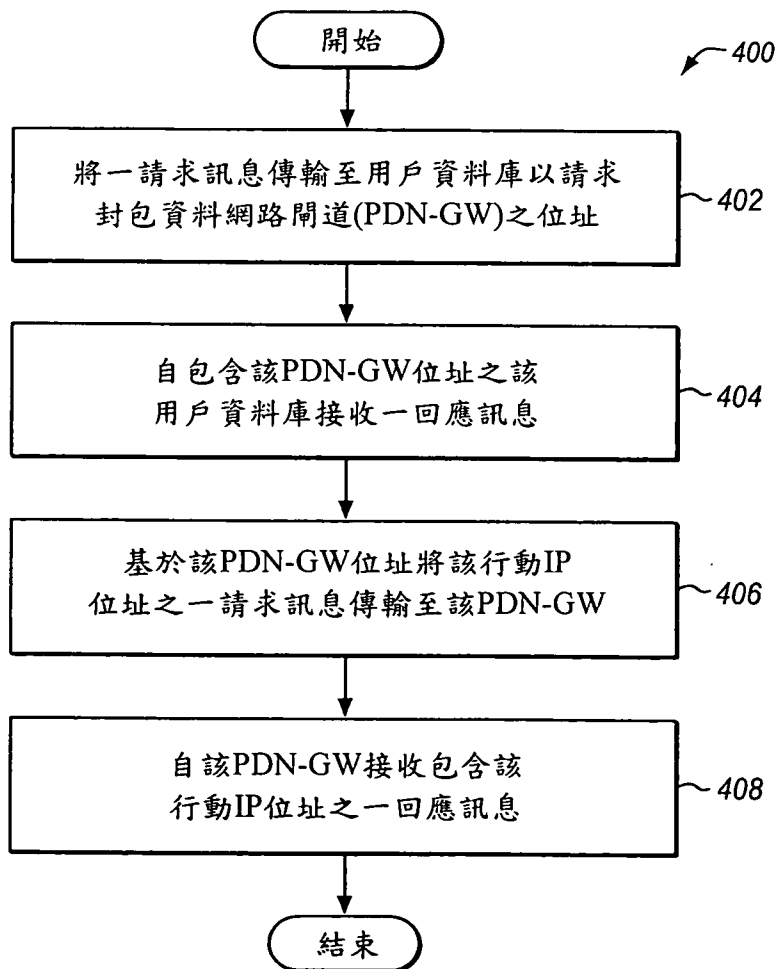 開始
400
將一請求訊息傳輸至用戶資料庫以請求
封包資料網路閘道(PDN-GW)之位址
402
自包含該PDN-GW位址之該
用戶資料庫接收一回應訊息
404
基於該PDN-GW位址將該行動IP
位址之一請求訊息傳輸至該PDN-GW
406
自該PDN-GW接收包含該
行動IP位址之一回應訊息
408
結束